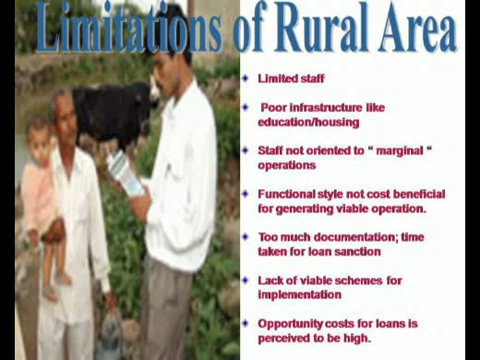 Limitations of Rural Area
Limited staff
Poor infrastructure like
education/housing
Staff not oriented to “ marginal “
operations
Functional style not cost beneficial
for generating viable operation.
Too much documentation; time
taken for loan sanction
Lack of viable schemes for
implementation
Opportunity costs for loans is
perceived to be high.